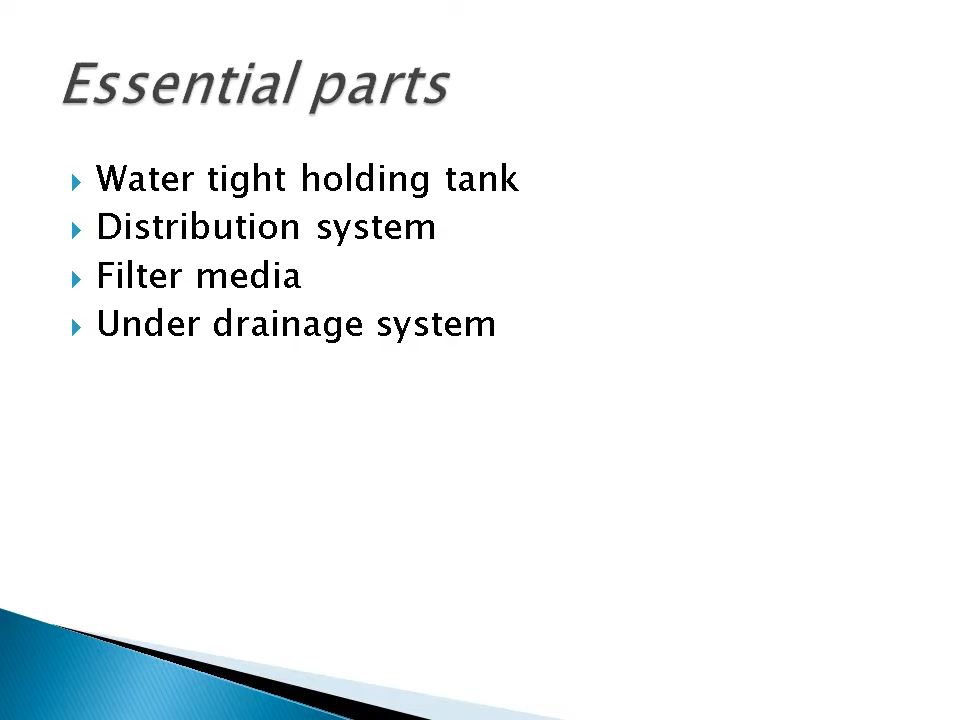 Essential parts
Water tight holding tank
Distribution system
Filter media
Under drainage system